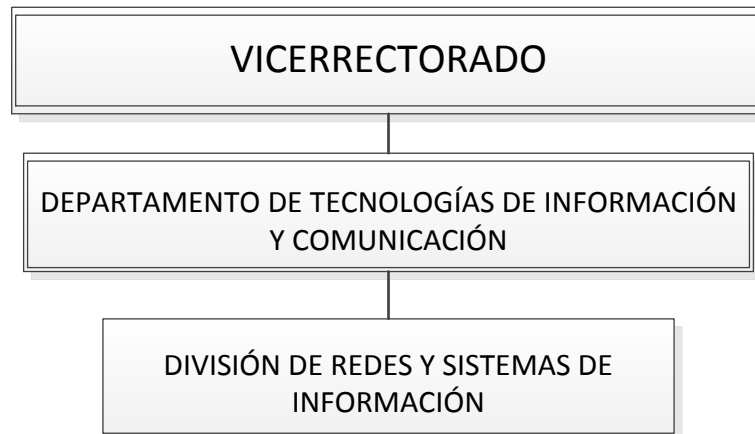 VICERRECTORADO
DEPARTAMENTO DE TECNOLOGÍAS DE INFORMACIÓN
Y COMUNICACIÓN
DIVISIÓN DE REDES Y SISTEMAS DE
INFORMACIÓN